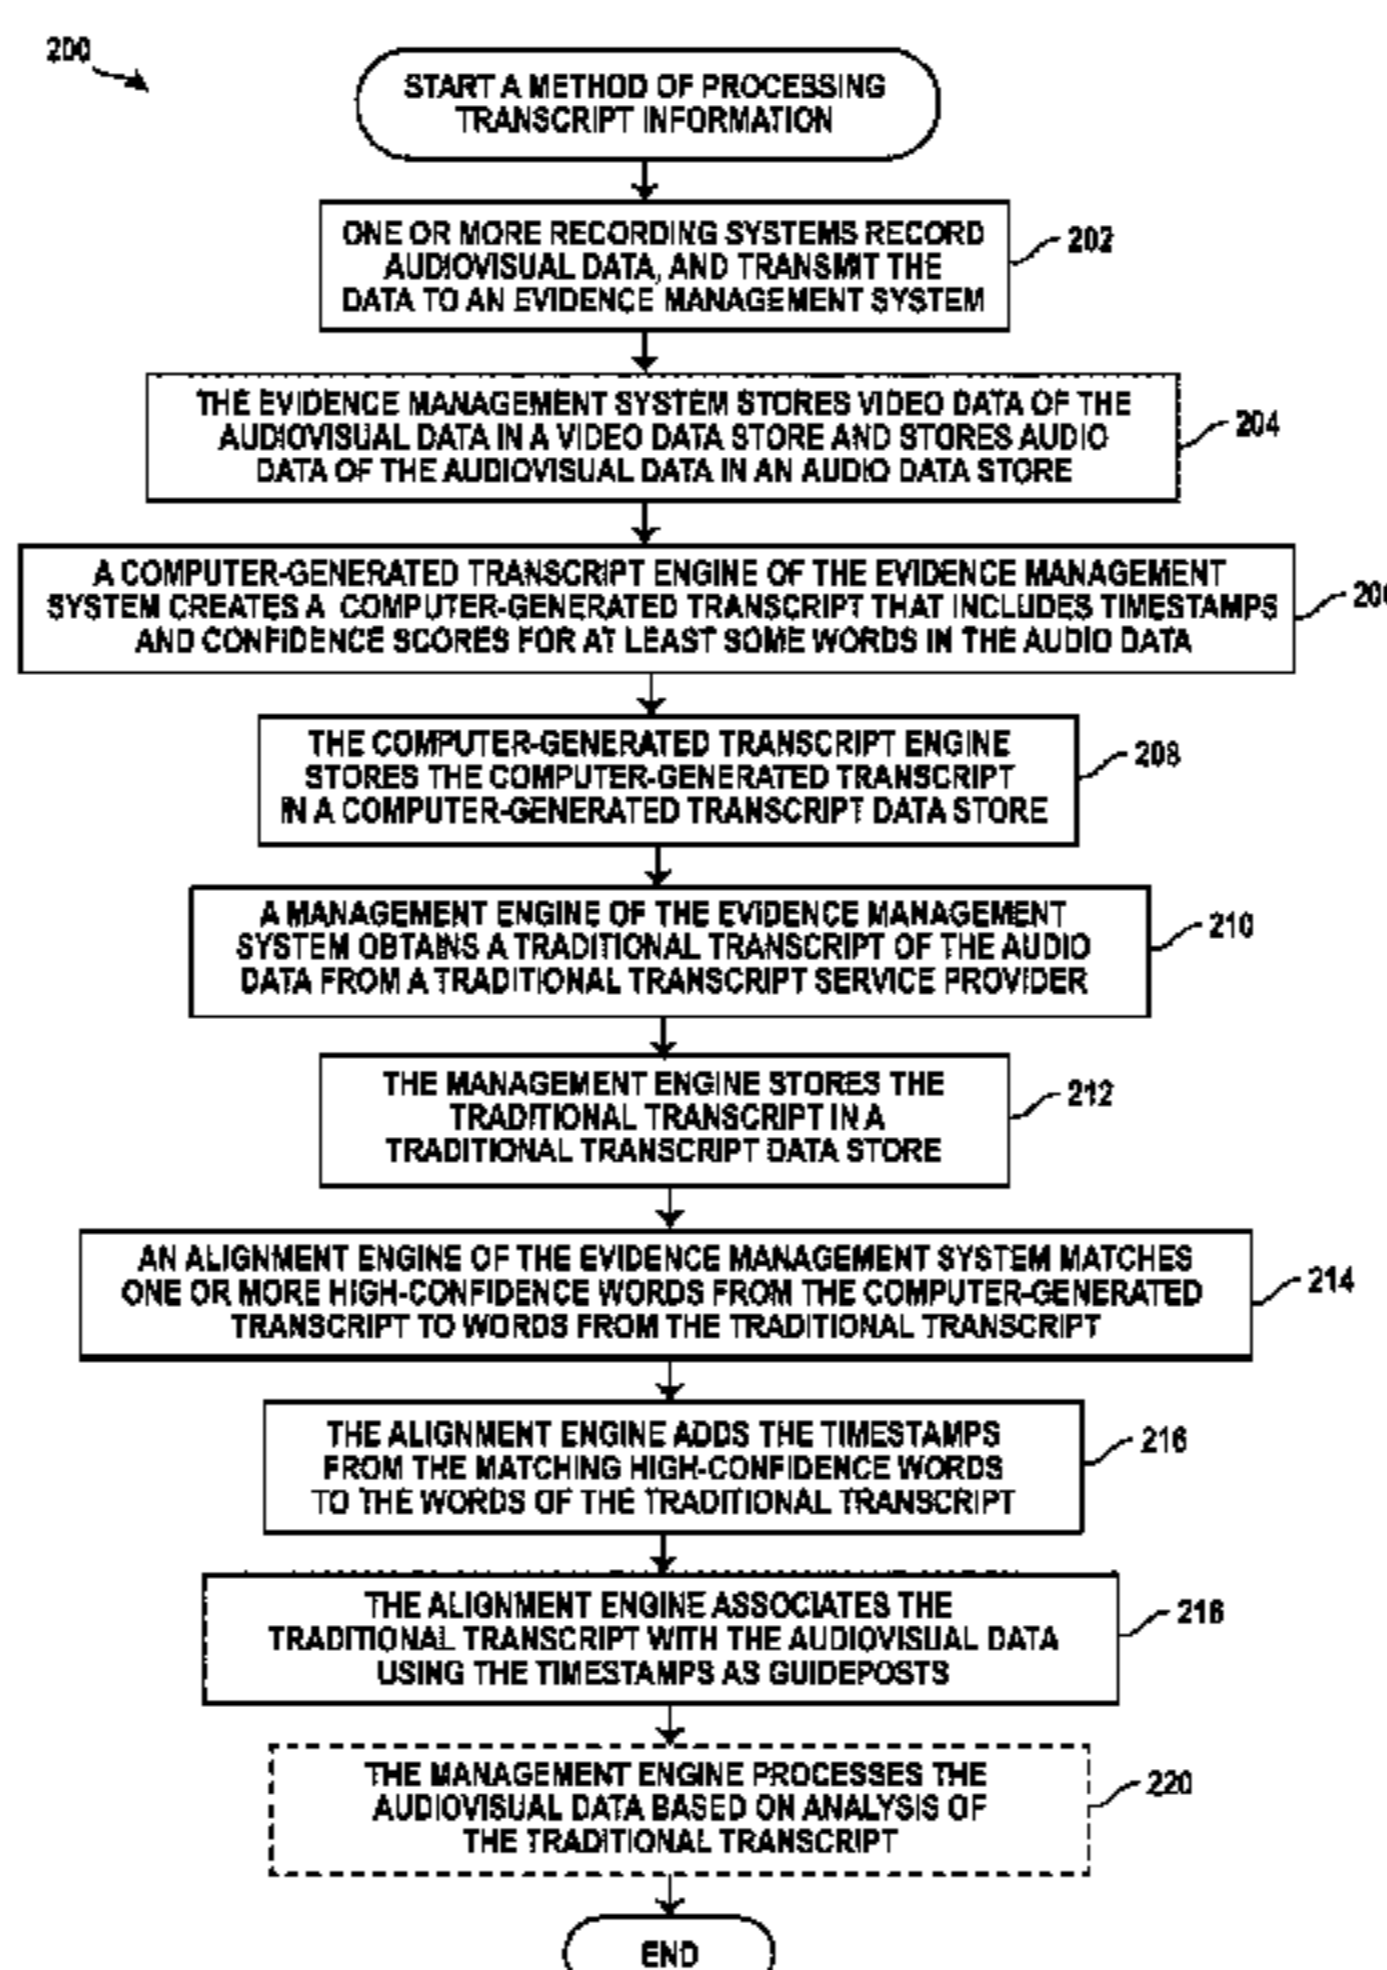 200
START A METHOD OF PROCESSING
TRANSCRIPT INFORMATION
ONE OR MORE RECORDING SYSTEMS RECORD
AUDIOVISUAL DATA, AND TRANSMIT THE
DATA TO AN EVIDENCE MANAGEMENT SYSTEM
202
THE EVIDENCE MANAGEMENT SYSTEM STORES VIDEO DATA OF THE
AUDIOVISUAL DATA IN A VIDEO DATA STORE AND STORES AUDIO
DATA OF THE AUDIOVISUAL DATA IN AN AUDIO DATA STORE
204
A COMPUTER-GENERATED TRANSCRIPT ENGINE OF THE EVIDENCE MANAGEMENT
SYSTEM CREATES A COMPUTER-GENERATED TRANSCRIPT THAT INCLUDES TIMESTAMPS
AND CONFIDENCE SCORES FOR AT LEAST SOME WORDS IN THE AUDIO DATA
THE COMPUTER-GENERATED TRANSCRIPT ENGINE
STORES THE COMPUTER-GENERATED TRANSCRIPT
IN A COMPUTER-GENERATED TRANSCRIPT DATA STORE
208
A MANAGEMENT ENGINE OF THE EVIDENCE MANAGEMENT
SYSTEM OBTAINS A TRADITIONAL TRANSCRIPT OF THE AUDIO
DATA FROM A TRADITIONAL TRANSCRIPT SERVICE PROVIDER
210
THE MANAGEMENT ENGINE STORES THE
TRADITIONAL TRANSCRIPT IN A
TRADITIONAL TRANSCRIPT DATA STORE
212
AN ALIGNMENT ENGINE OF THE EVIDENCE MANAGEMENT SYSTEM MATCHES
ONE OR MORE HIGH-CONFIDENCE WORDS FROM THE COMPUTER-GENERATED
TRANSCRIPT TO WORDS FROM THE TRADITIONAL TRANSCRIPT
214
THE ALIGNMENT ENGINE ADDS THE TIMESTAMPS
FROM THE MATCHING HIGH-CONFIDENCE WORDS
TO THE WORDS OF THE TRADITIONAL TRANSCRIPT
216
THE ALIGNMENT ENGINE ASSOCIATES THE
TRADITIONAL TRANSCRIPT WITH THE AUDIOVISUAL DATA
USING THE TIMESTAMPS AS GUIDEPOSTS
218
THE MANAGEMENT ENGINE PROCESSES THE
AUDIOVISUAL DATA BASED ON ANALYSIS OF
THE TRADITIONAL TRANSCRIPT
220
END